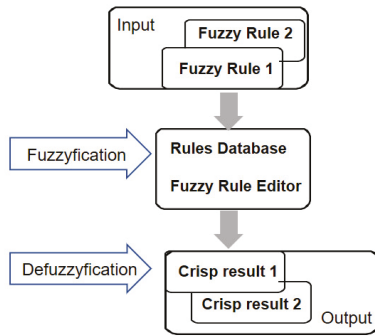 Input
Fuzzy Rule 2
Fuzzy Rule 1
Fuzzyfication
Rules Database
Fuzzy Rule Editor
Defuzzyfication
Crisp result 1
Crisp result 2
Output